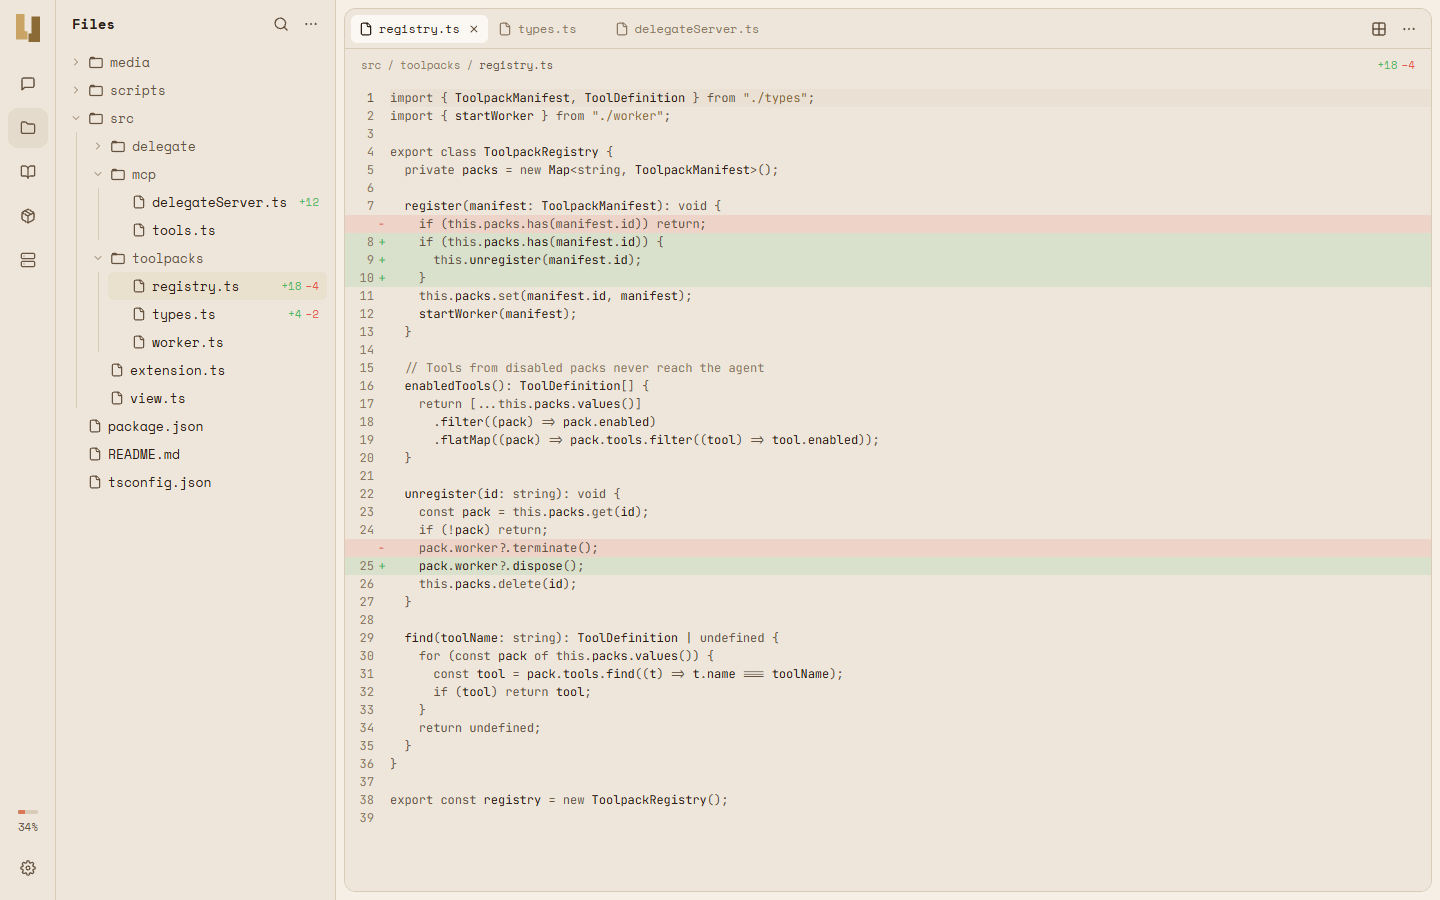 Files
media
scripts
src
delegate
mcp
delegateServer.ts +12
tools.ts
toolpacks
registry.ts +18 -4
types.ts +4 -2
worker.ts
extension.ts
view.ts
package.json
README.md
tsconfig.json
34%
registry.ts × types.ts delegateServer.ts
src / toolpacks / registry.ts +18 -4
1 import { ToolpackManifest, ToolDefinition } from "./types";
2 import { startWorker } from "./worker";
3
4 export class ToolpackRegistry {
5 private packs = new Map<string, ToolpackManifest>();
6
7 register(manifest: ToolpackManifest): void {
- if (this.packs.has(manifest.id)) return;
8 + if (this.packs.has(manifest.id)) {
9 + this.unregister(manifest.id);
10 + }
11 this.packs.set(manifest.id, manifest);
12 startWorker(manifest);
13 }
14
15 // Tools from disabled packs never reach the agent
16 enabledTools(): ToolDefinition[] {
17 return [...this.packs.values()]
18 .filter((pack) => pack.enabled)
19 .flatMap((pack) => pack.tools.filter((tool) => tool.enabled));
20 }
21
22 unregister(id: string): void {
23 const pack = this.packs.get(id);
24 if (!pack) return;
- pack.worker?.terminate();
25 + pack.worker?.dispose();
26 this.packs.delete(id);
27 }
28
29 find(toolName: string): ToolDefinition | undefined {
30 for (const pack of this.packs.values()) {
31 const tool = pack.tools.find((t) => t.name === toolName);
32 if (tool) return tool;
33 }
34 return undefined;
35 }
36 }
37
38 export const registry = new ToolpackRegistry();
39